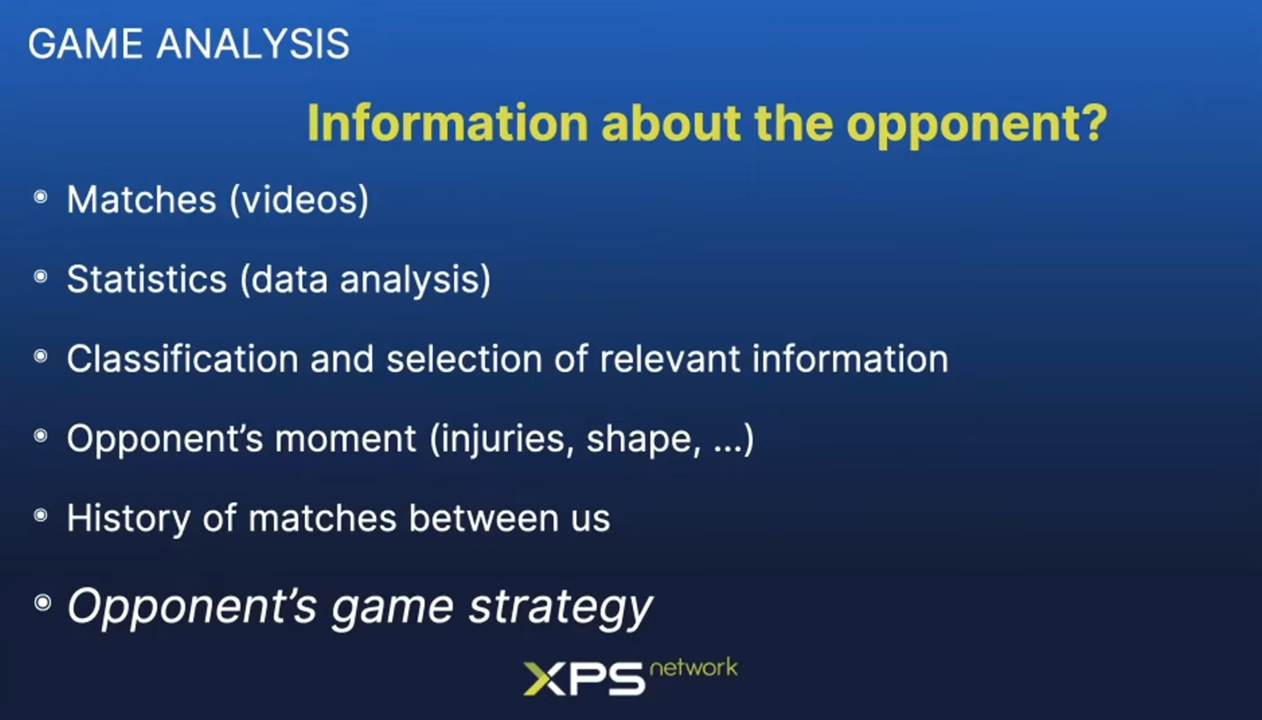 GAME ANALYSIS
Information about the opponent?
Matches (videos)
Statistics (data analysis)
Classification and selection of relevant information
Opponent’s moment (injuries, shape, ...)
History of matches between us
Opponent’s game strategy
XPS network